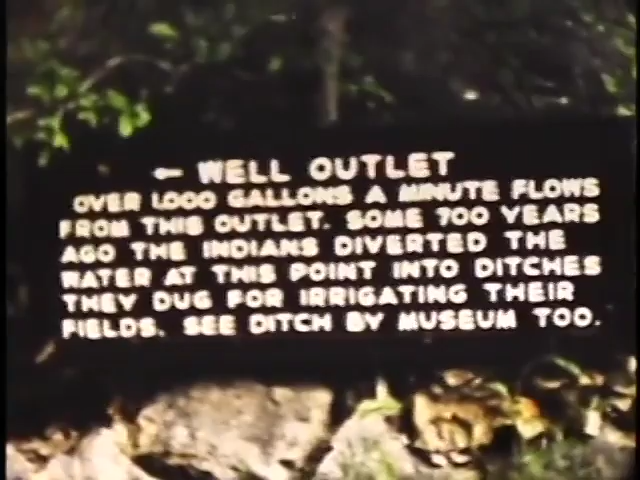 ← WELL OUTLET
OVER 1,000 GALLONS A MINUTE FLOWS
FROM THIS OUTLET. SOME 700 YEARS
AGO THE INDIANS DIVERTED THE
WATER AT THIS POINT INTO DITCHES
THEY DUG FOR IRRIGATING THEIR
FIELDS. SEE DITCH BY MUSEUM TOO.